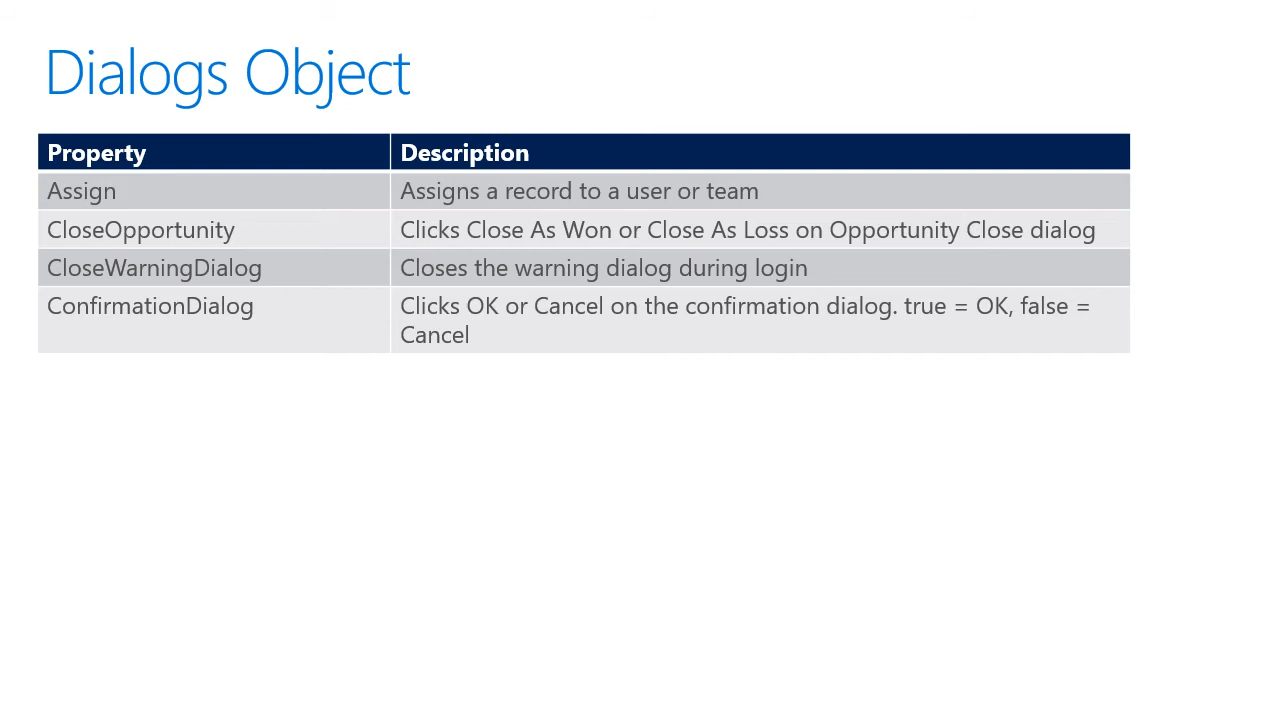 Dialogs Object
Property Description
Assign Assigns a record to a user or team
CloseOpportunity Clicks Close As Won or Close As Loss on Opportunity Close dialog
CloseWarningDialog Closes the warning dialog during login
ConfirmationDialog Clicks OK or Cancel on the confirmation dialog. true = OK, false =
Cancel